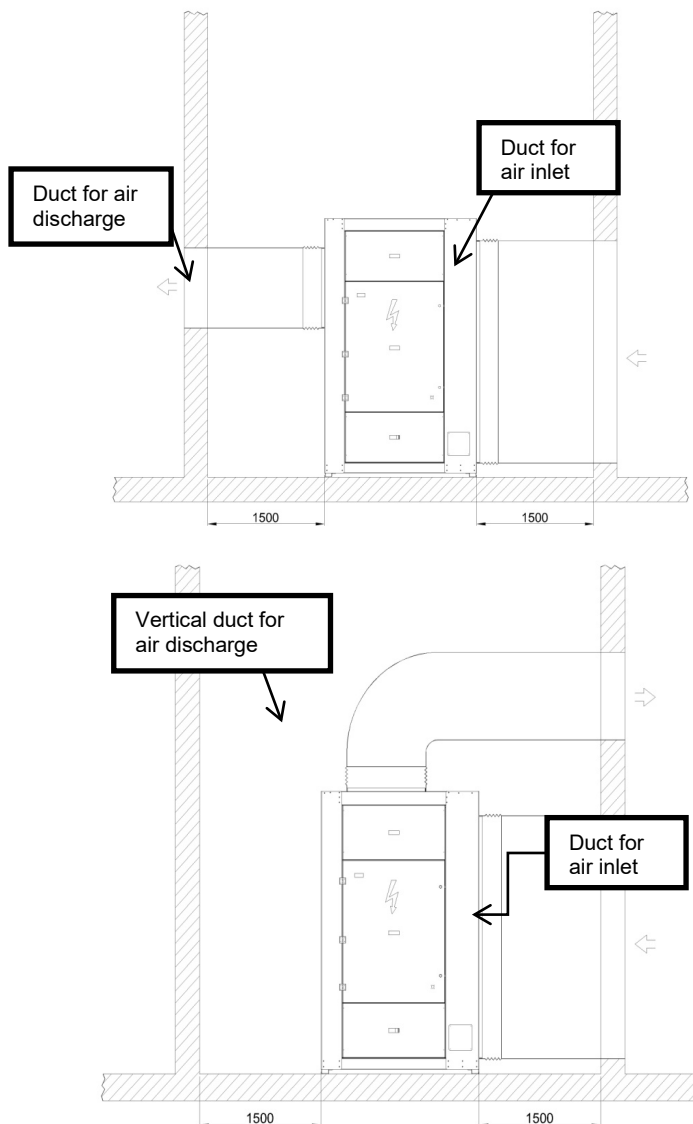 Duct for
air inlet
Duct for air
discharge
1500
1500
Vertical duct for
air discharge
Duct for
air inlet
1500
1500